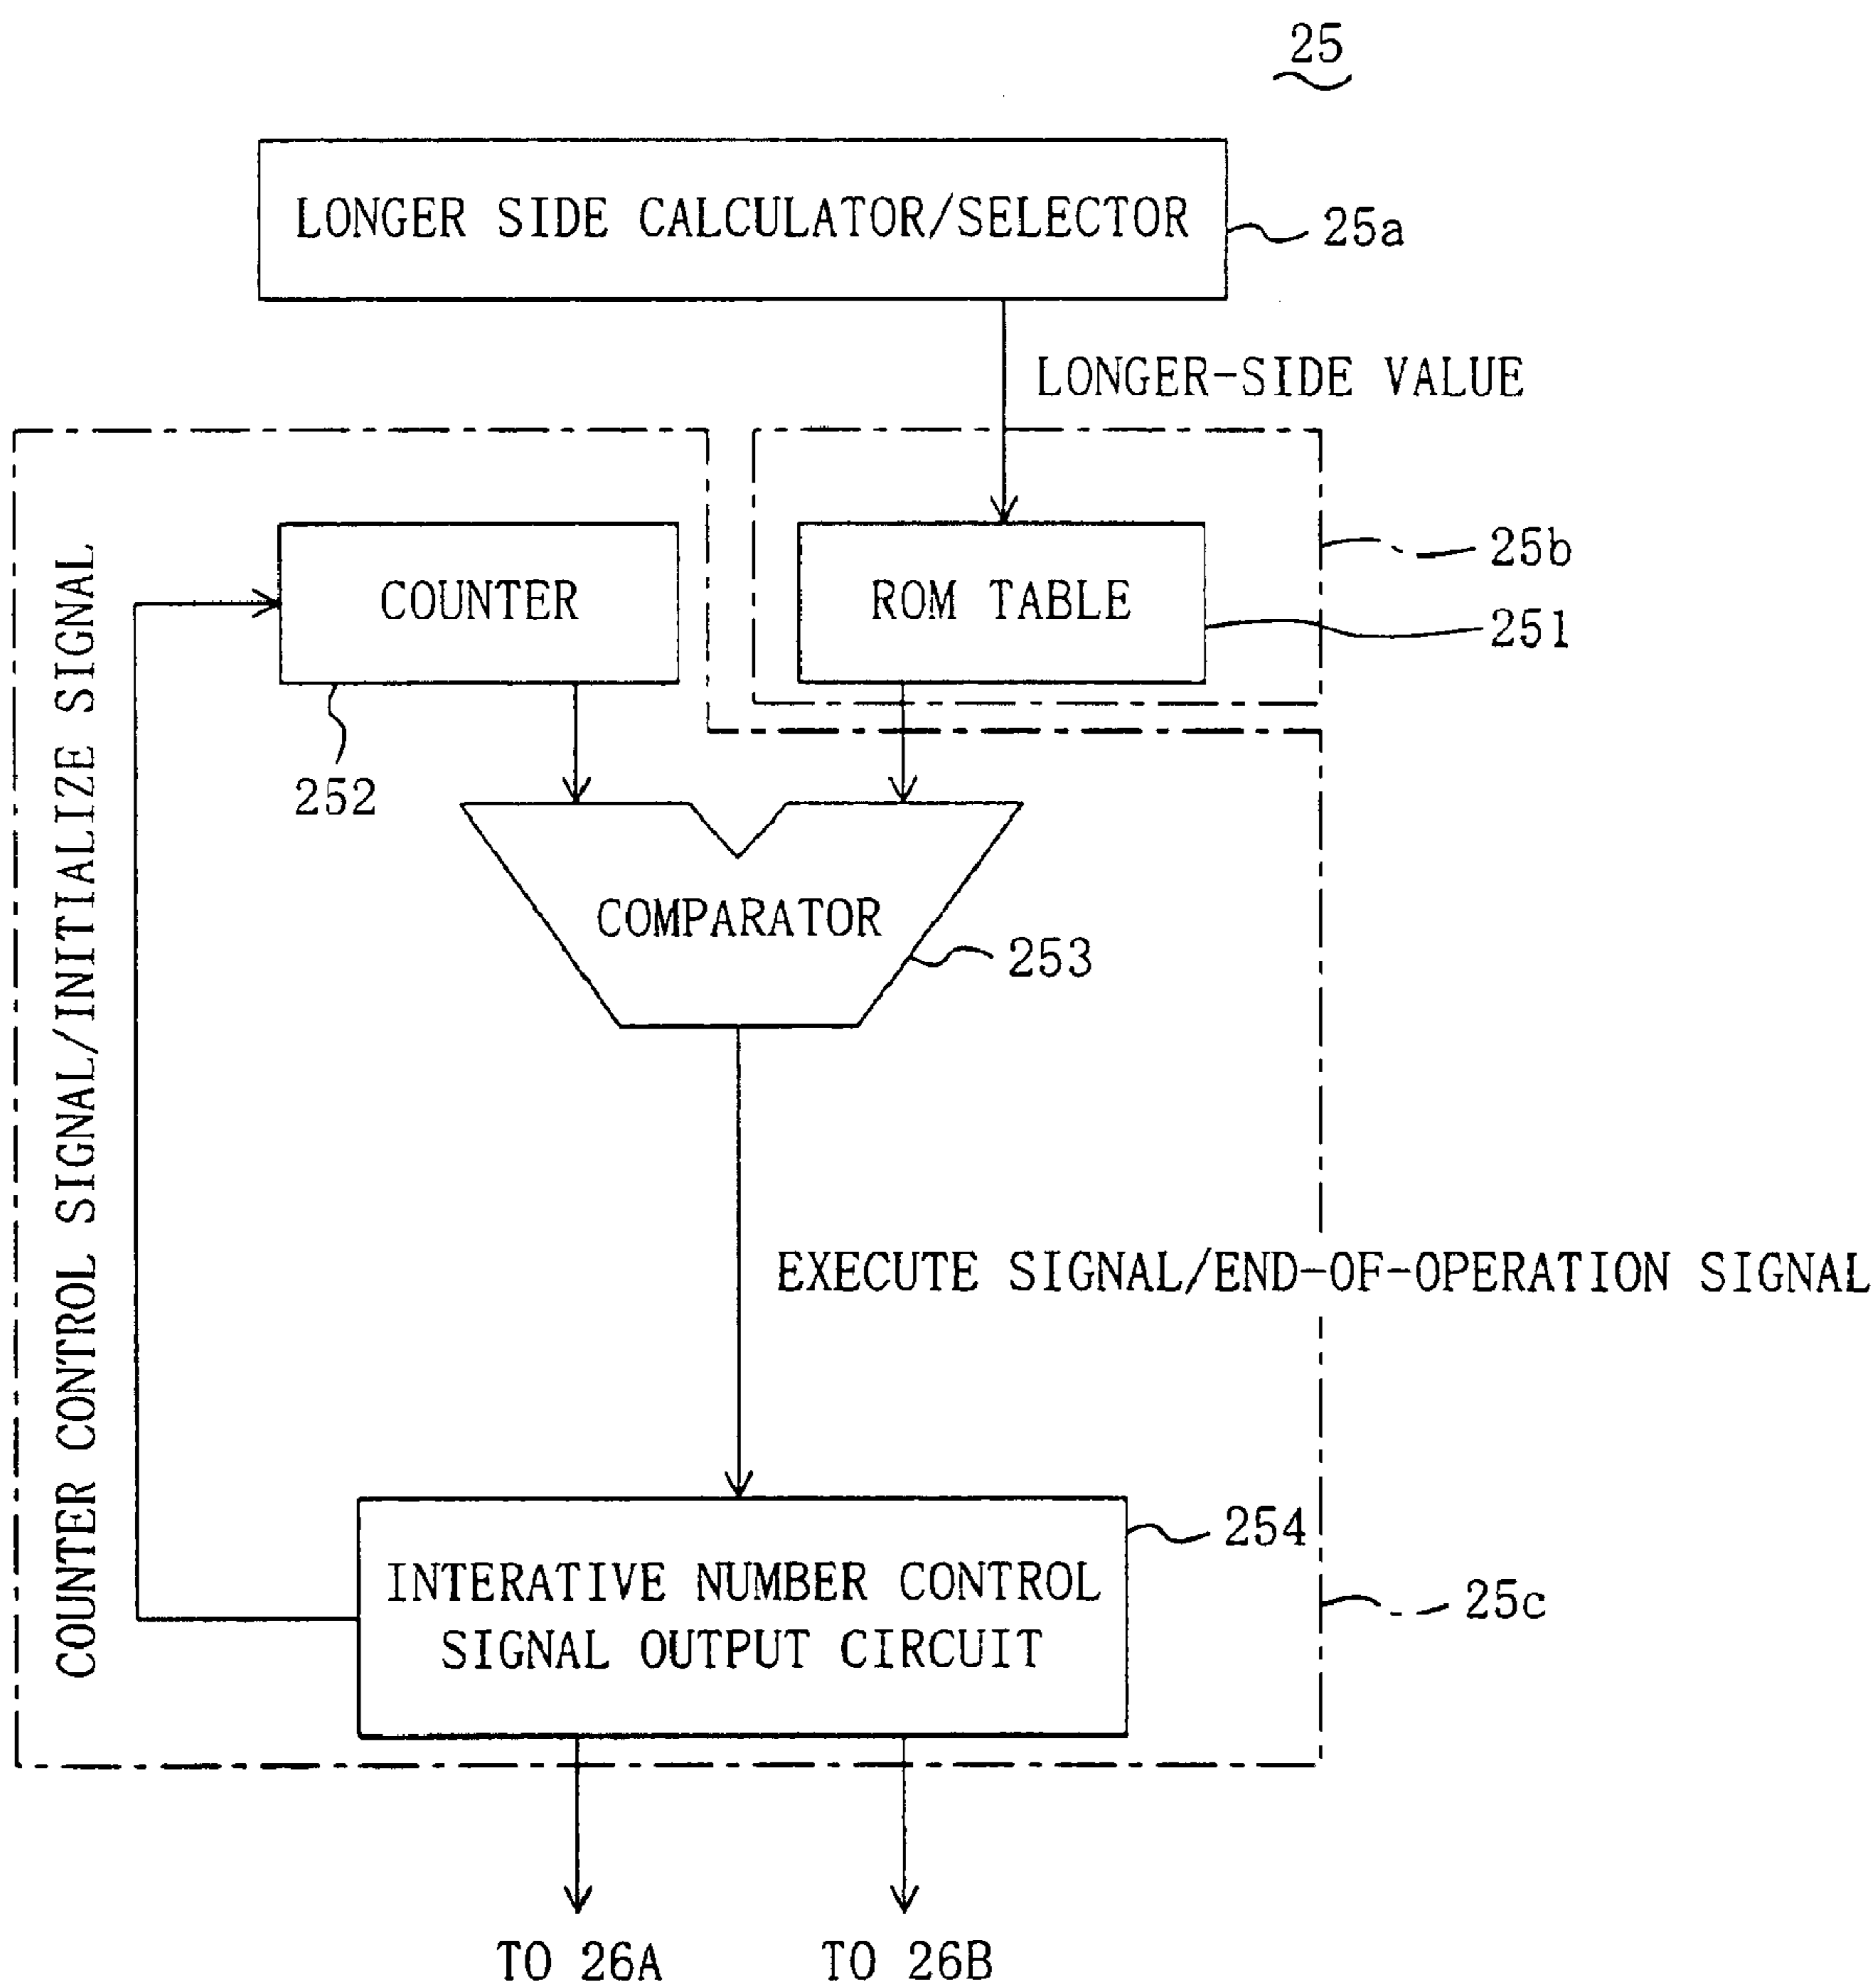 25
LONGER SIDE CALCULATOR/SELECTOR
25a
LONGER-SIDE VALUE
COUNTER
ROM TABLE
25b
251
252
COMPARATOR
253
COUNTER CONTROL SIGNAL/INITIALIZE SIGNAL
EXECUTE SIGNAL/END-OF-OPERATION SIGNAL
INTERATIVE NUMBER CONTROL
SIGNAL OUTPUT CIRCUIT
254
25c
TO 26A
TO 26B